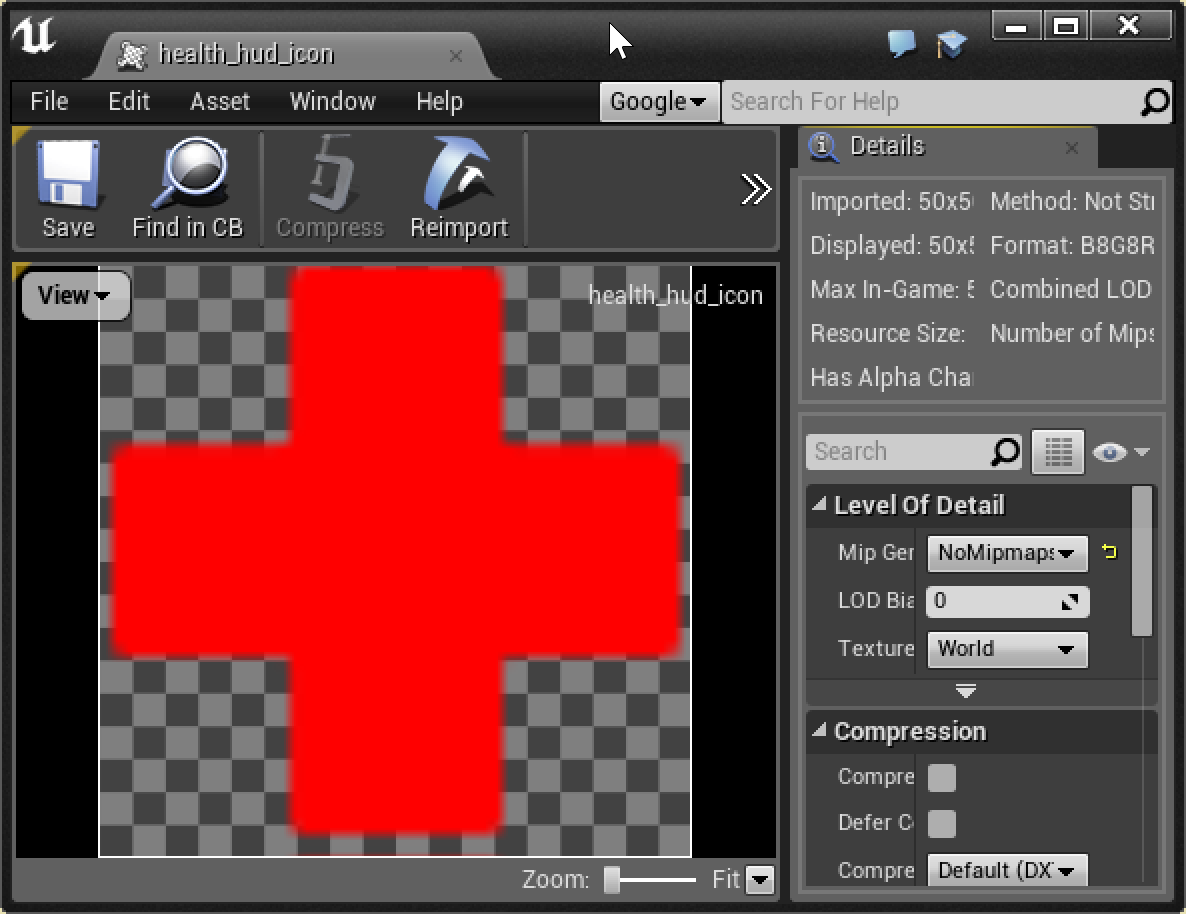 health_hud_icon
File Edit Asset Window Help Google Search For Help
Save Find in CB Compress Reimport
Details
Imported: 50x5 Method: Not St
Displayed: 50x Format: B8G8R
Max In-Game: Combined LOD
Resource Size: Number of Mips
Has Alpha Cha
View
health_hud_icon
Search
Level Of Detail
Mip Ger NoMipmaps
LOD Bia 0
Texture World
Compression
Compre
Defer C
Compre Default (DX
Zoom: Fit